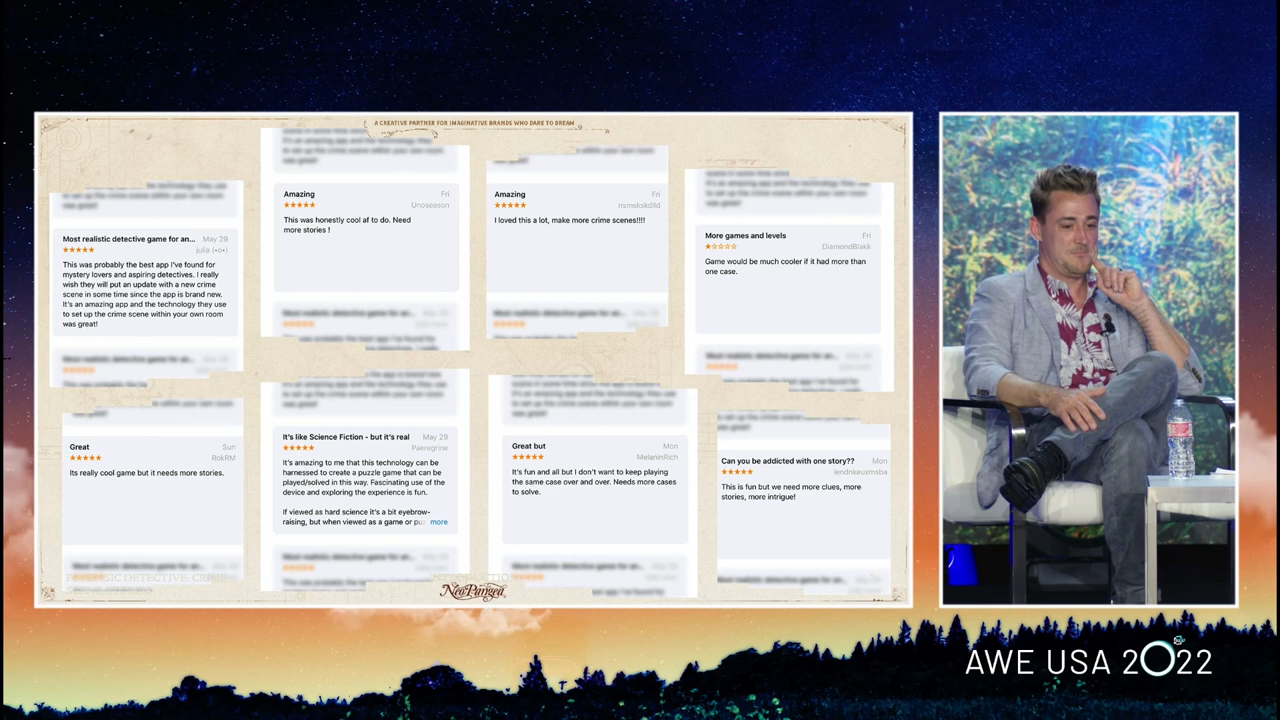 A CREATIVE PARTNER FOR IMAGINATIVE BRANDS WHO DARE TO DREAM
Most realistic detective game for an... May 29
★★★★★ julia (•o•)
This was probably the best app I've found for
mystery lovers and aspiring detectives. I really
wish they will put an update with a new crime
scene in some time since the app is brand new.
It's an amazing app and the technology they use
to set up the crime scene within your own room
was great!
Amazing Fri
★★★★★ Unoseason
This was honestly cool af to do. Need
more stories !
Amazing Fri
★★★★★ nsmskskdlld
I loved this a lot, make more crime scenes!!!!
More games and levels Fri
★☆☆☆☆ DiamondBlakk
Game would be much cooler if it had more than
one case.
Great Sun
★★★★★ RokRM
Its really cool game but it needs more stories.
It's like Science Fiction - but it's real May 29
★★★★★ Paeregrine
It's amazing to me that this technology can be
harnessed to create a puzzle game that can be
played/solved in this way. Fascinating use of the
device and exploring the experience is fun.
If viewed as hard science it's a bit eyebrow-
raising, but when viewed as a game or pu more
Great but Mon
★★★★★ MelaninRich
It's fun and all but I don't want to keep playing
the same case over and over. Needs more cases
to solve.
Can you be addicted with one story?? Mon
★★★★★ iendnkeuxmsba
This is fun but we need more clues, more
stories, more intrigue!
NeoPangea
AWE USA 2022